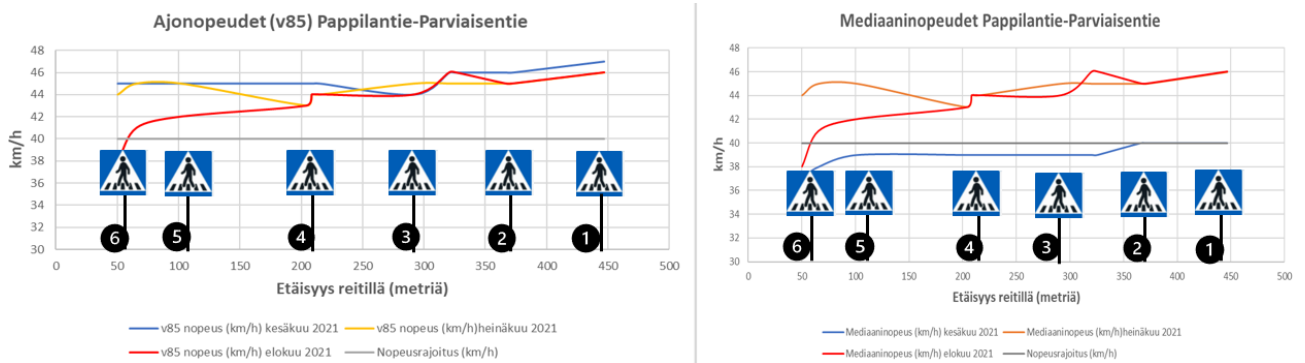 Ajonopeudet (v85) Pappilantie-Parviaisentie
km/h
48
46
44
42
40
38
36
34
32
30
6 5 4 3 2 1
0 50 100 150 200 250 300 350 400 450 500
Etäisyys reitillä (metriä)
v85 nopeus (km/h) kesäkuu 2021 v85 nopeus (km/h)heinäkuu 2021
v85 nopeus (km/h) elokuu 2021 Nopeusrajoitus (km/h)
Mediaaninopeudet Pappilantie-Parviaisentie
km/h
48
46
44
42
40
38
36
34
32
30
6 5 4 3 2 1
0 50 100 150 200 250 300 350 400 450 500
Etäisyys reitillä (metriä)
Mediaaninopeus (km/h) kesäkuu 2021 Mediaaninopeus (km/h)heinäkuu 2021
Mediaaninopeus (km/h) elokuu 2021 Nopeusrajoitus (km/h)